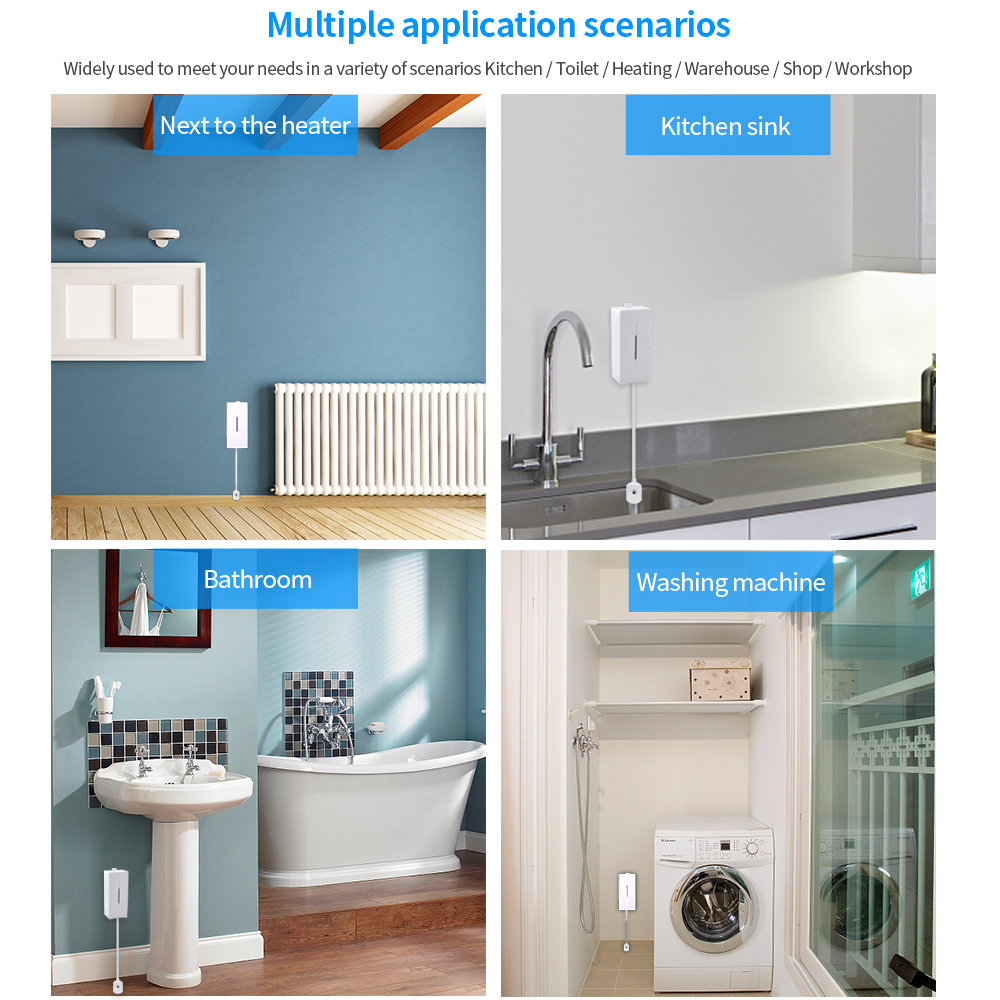 Multiple application scenarios
Widely used to meet your needs in a variety of scenarios Kitchen / Toilet / Heating / Warehouse / Shop / Workshop
Next to the heater
Kitchen sink
Bathroom
Washing machine